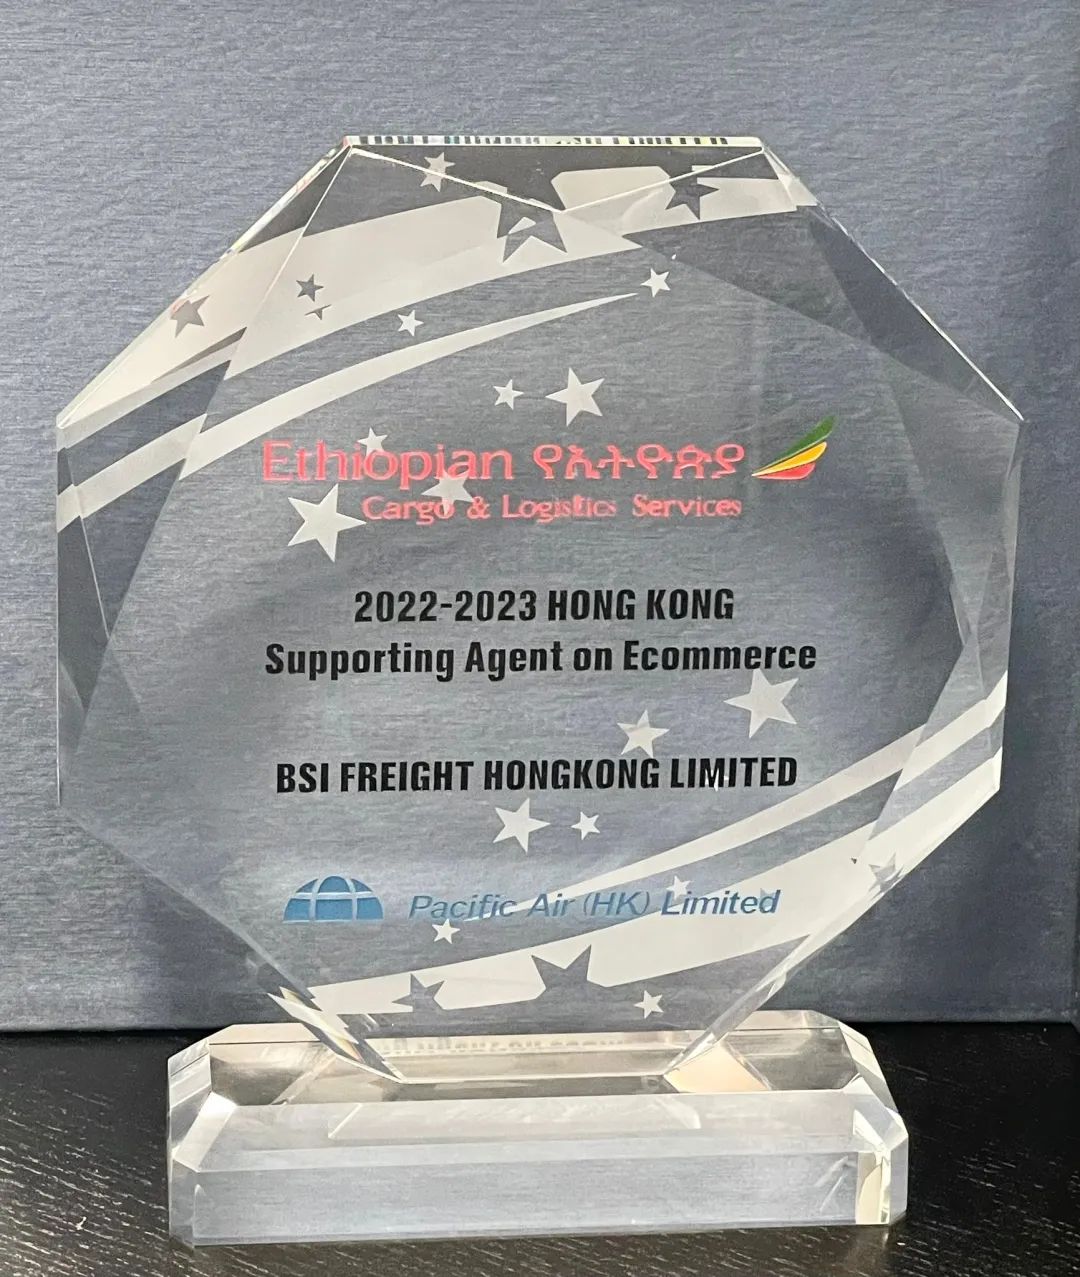 Ethiopian የኢትዮጵያ
Cargo & Logistics Services
2022-2023 HONG KONG
Supporting Agent on Ecommerce
BSI FREIGHT HONGKONG LIMITED
Pacific Air (HK) Limited